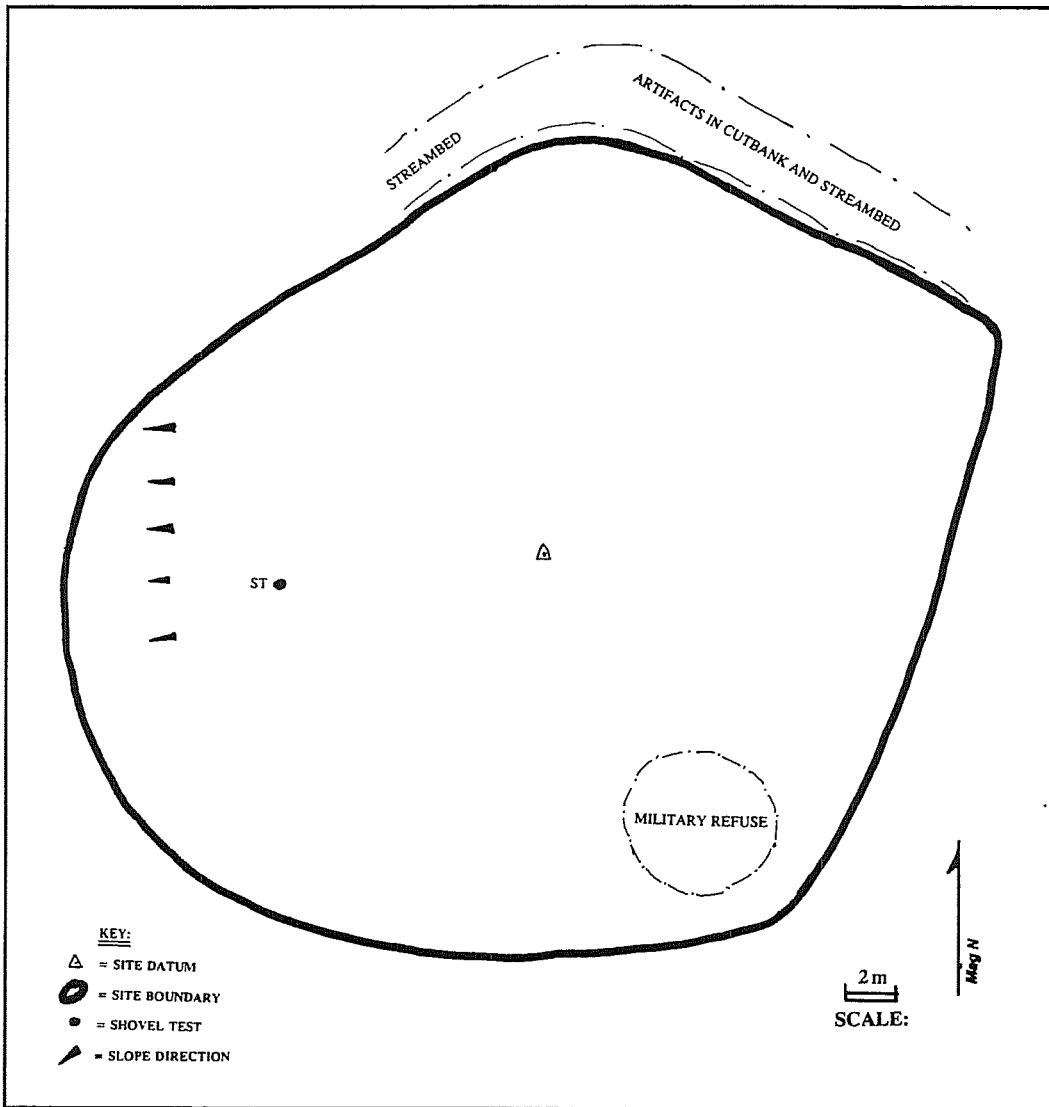 ARTIFACTS IN CUTBANK AND STREAMBED
STREAMBED
ST
MILITARY REFUSE
KEY:
= SITE DATUM
= SITE BOUNDARY
= SHOVEL TEST
= SLOPE DIRECTION
2 m
SCALE:
Mag N